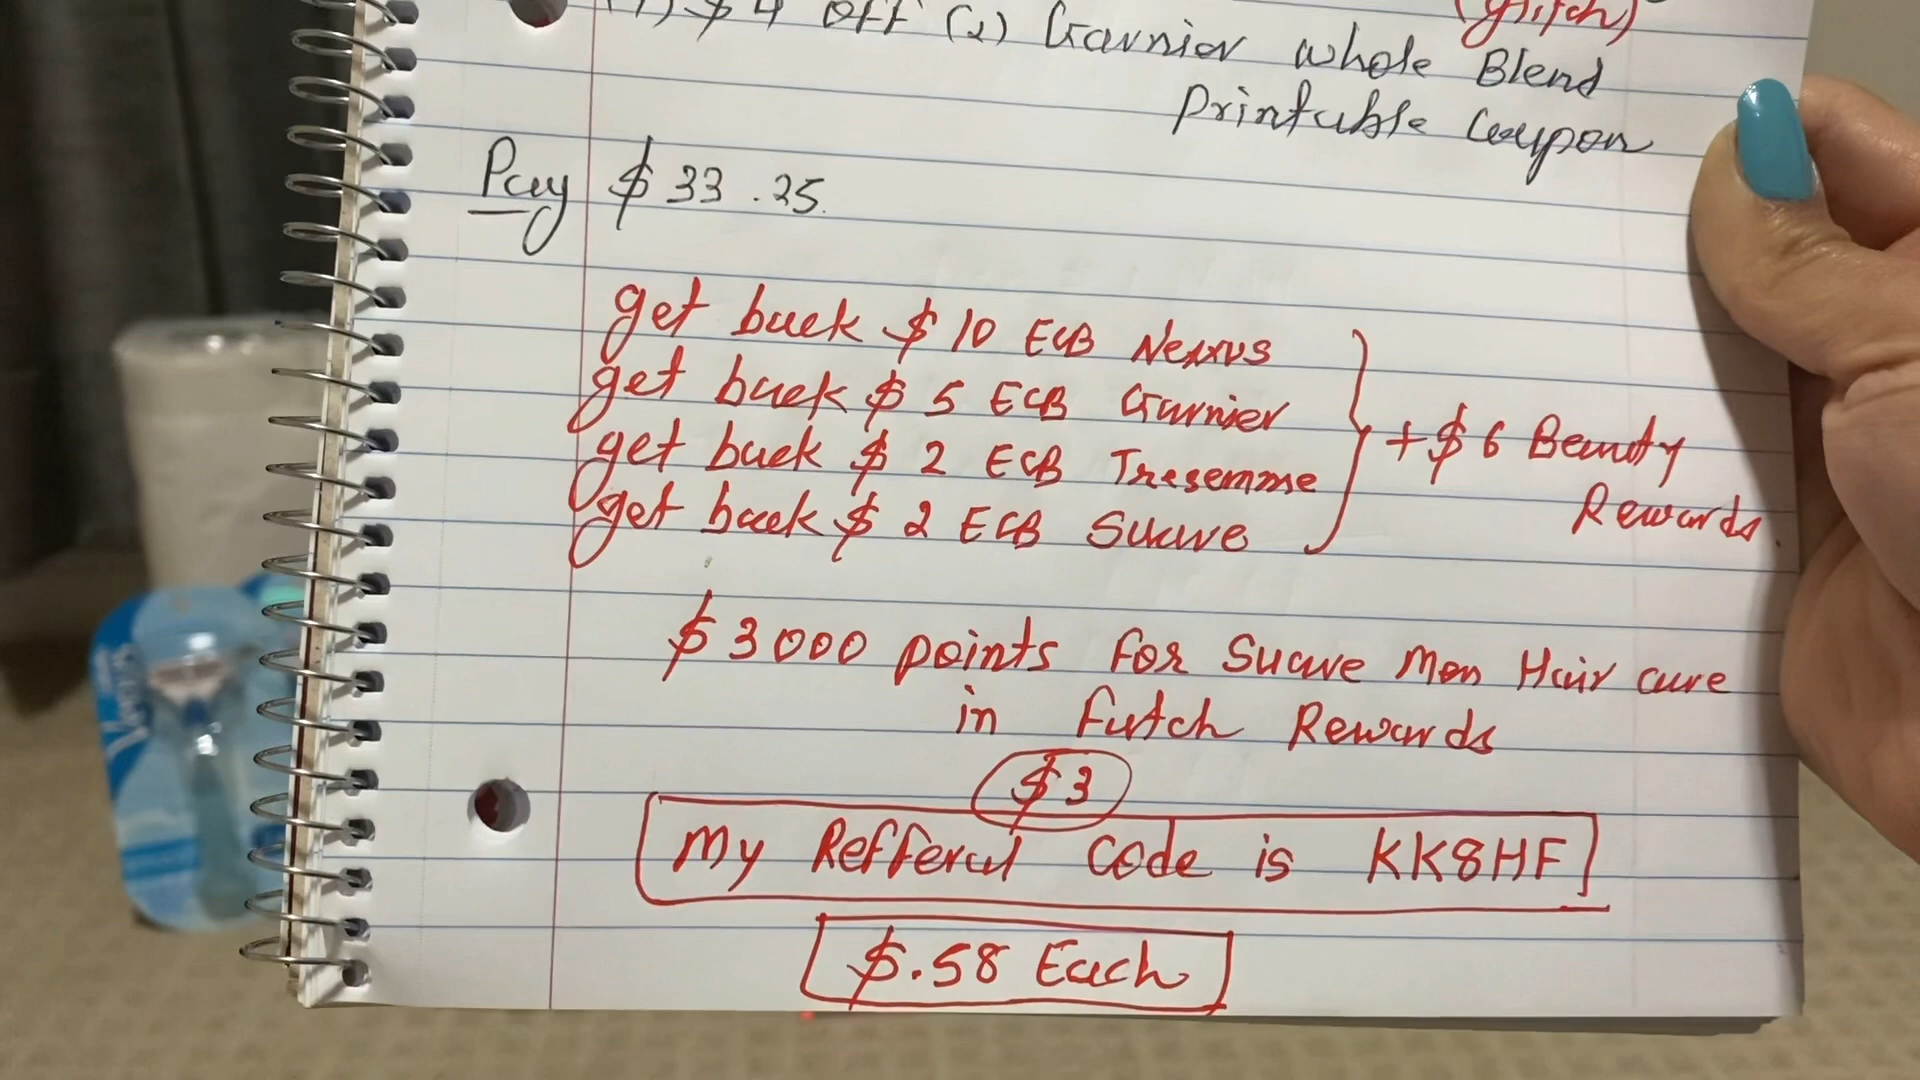 (glitch)
(1) $4 off (2) Garnier whole Blend
Printable Coupon
Pay $33.25.
get back $10 ECB Nexxus
get back $5 ECB Garnier
get back $2 ECB Tresemme
get back $2 ECB Suave
+$6 Beauty
Rewards.
$3000 points for Suave Men Hair care
in Fetch Rewards
$3
My Refferal Code is KK8HF
$.58 Each